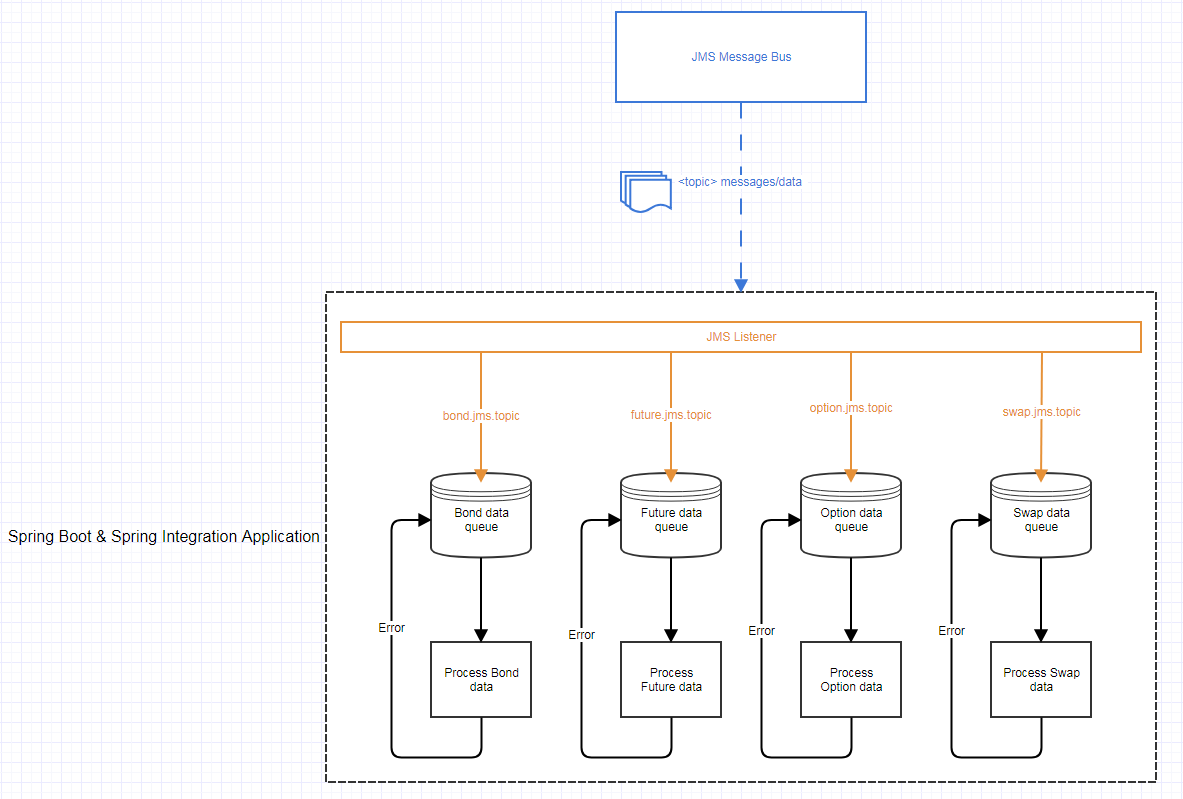 JMS Message Bus
<topic> messages/data
JMS Listener
bond.jms.topic
future.jms.topic
option.jms.topic
swap.jms.topic
Bond data
queue
Future data
queue
Option data
queue
Swap data
queue
Spring Boot & Spring Integration Application
Error
Error
Error
Error
Process Bond
data
Process
Future data
Process
Option data
Process Swap
data